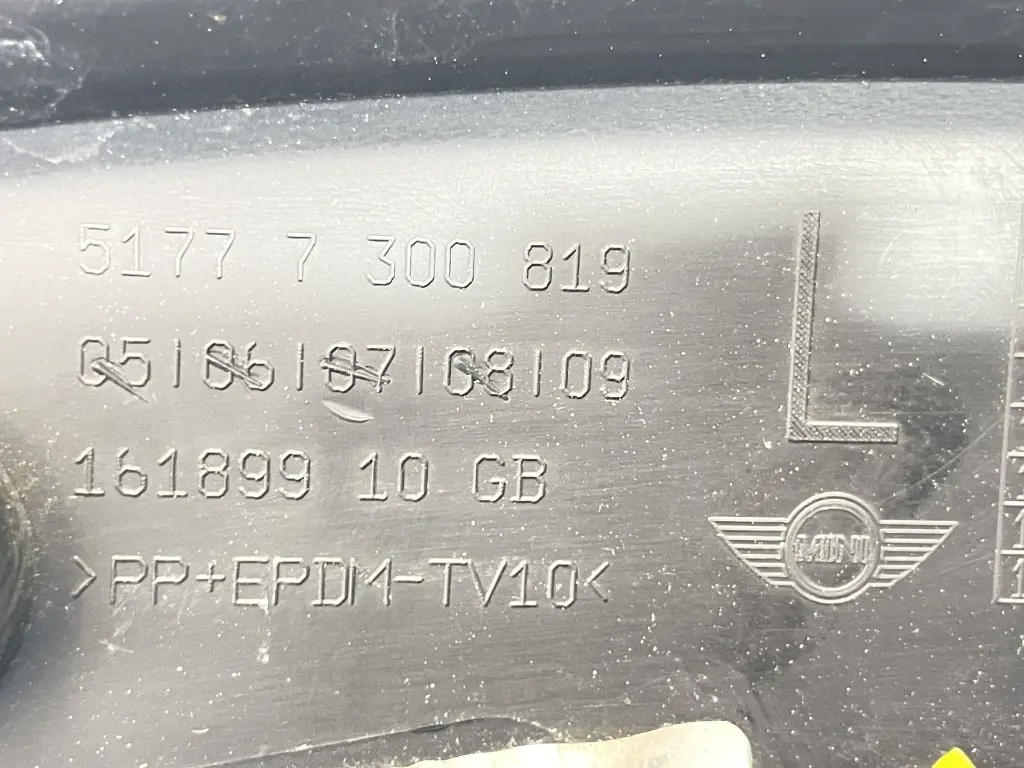 5177 7 300 819
05|06|07|08|09
161899 10 GB
>PP+EPDM-TV10<
L
MINI